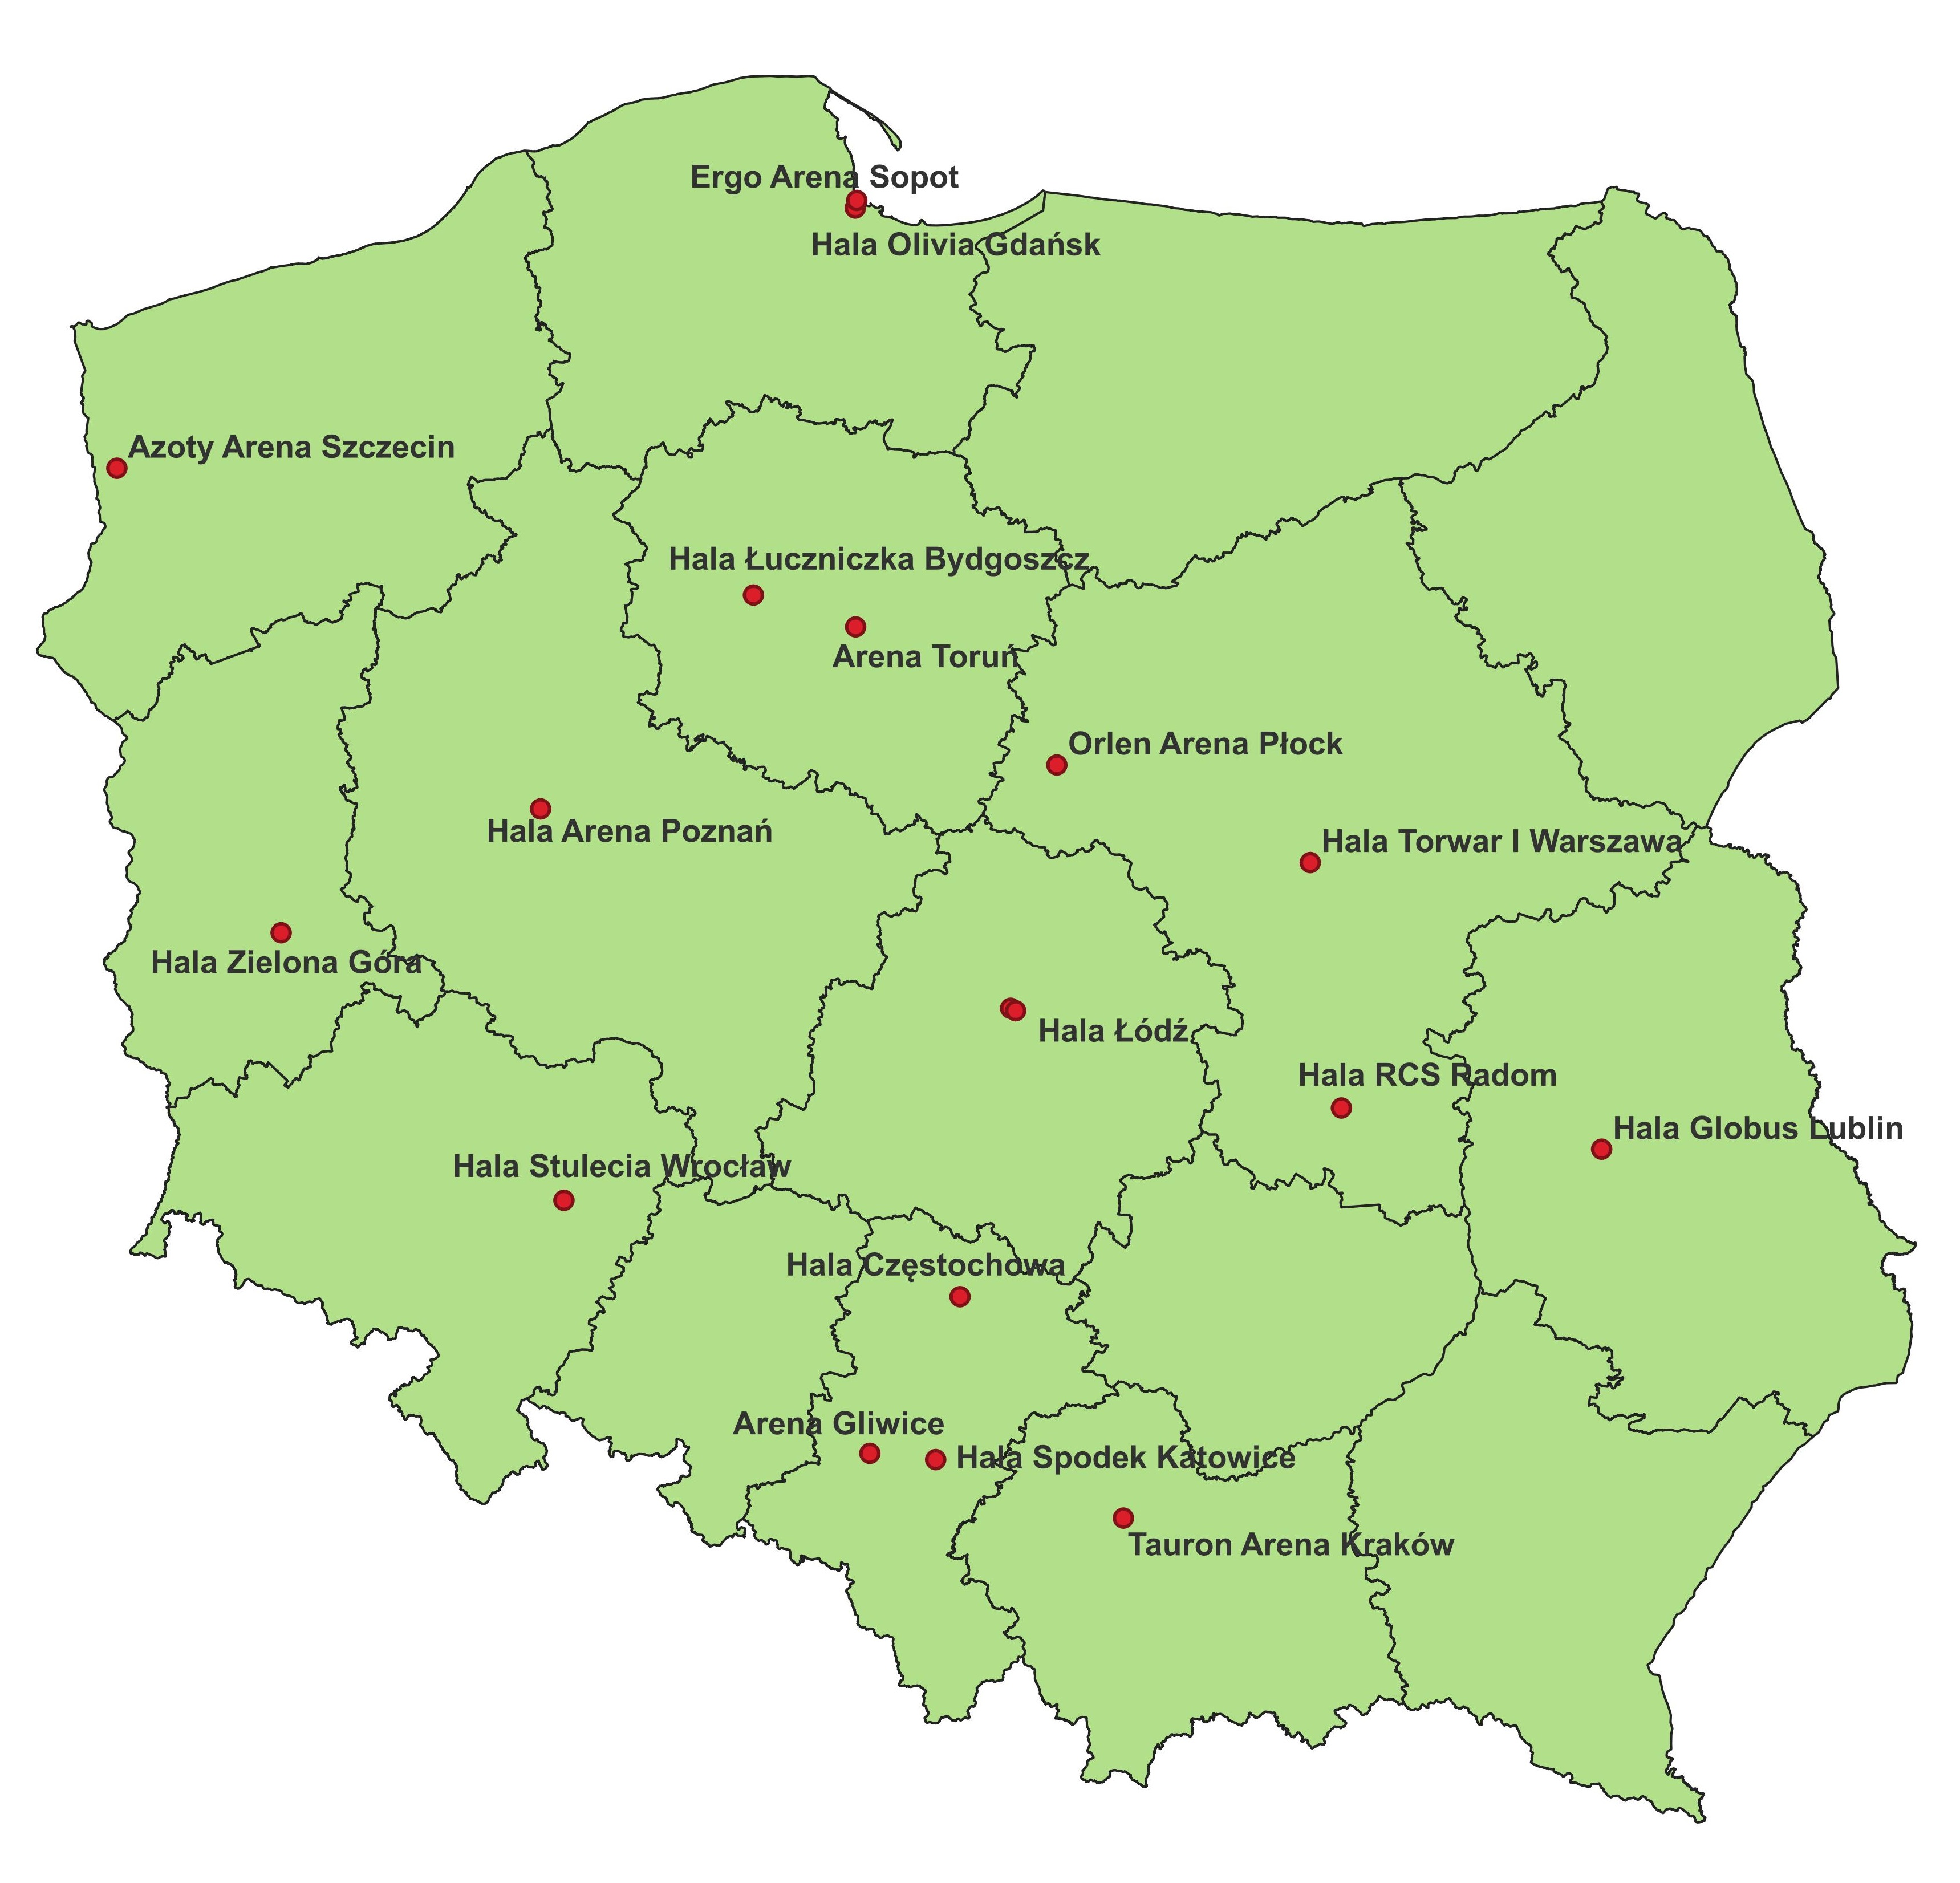 Ergo Arena Sopot
Hala Olivia Gdańsk
Azoty Arena Szczecin
Hala Łuczniczka Bydgoszcz
Arena Toruń
Orlen Arena Płock
Hala Arena Poznań
Hala Torwar I Warszawa
Hala Zielona Góra
Hala Łódź
Hala RCS Radom
Hala Globus Lublin
Hala Stulecia Wrocław
Hala Częstochowa
Arena Gliwice
Hala Spodek Katowice
Tauron Arena Kraków